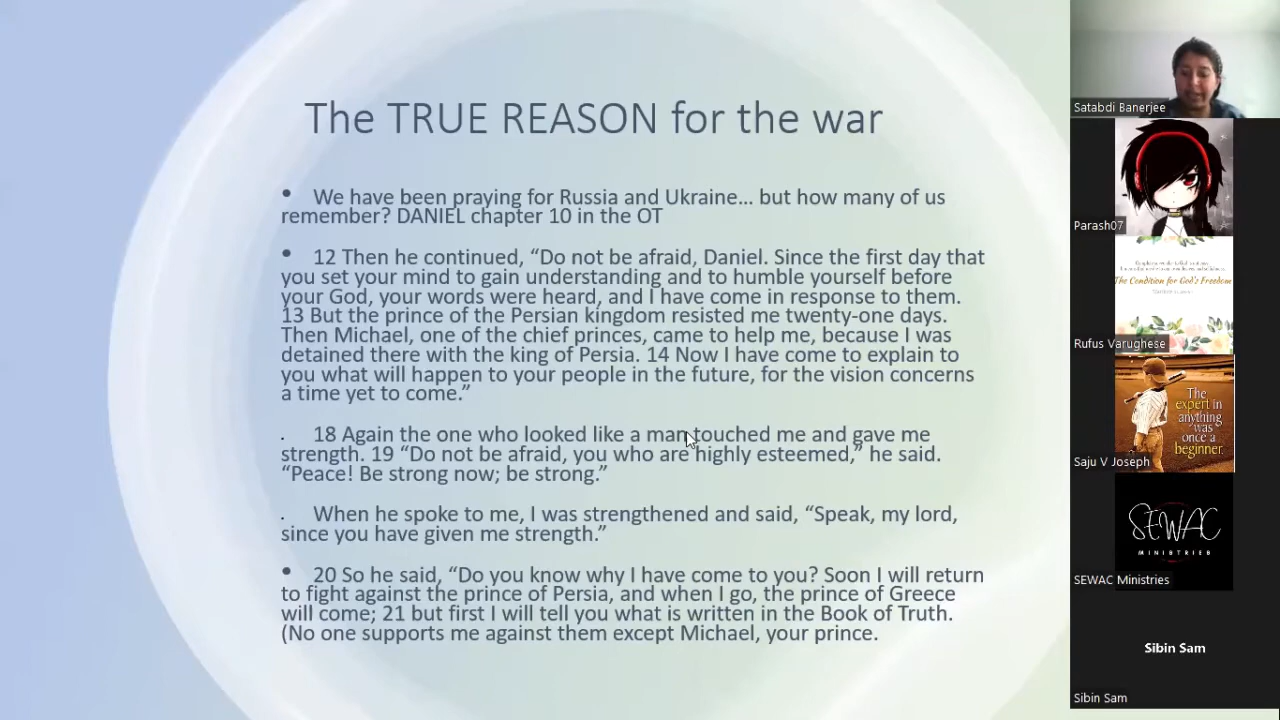 The TRUE REASON for the war
• We have been praying for Russia and Ukraine... but how many of us
remember? DANIEL chapter 10 in the OT
• 12 Then he continued, “Do not be afraid, Daniel. Since the first day that
you set your mind to gain understanding and to humble yourself before
your God, your words were heard, and I have come in response to them.
13 But the prince of the Persian kingdom resisted me twenty-one days.
Then Michael, one of the chief princes, came to help me, because I was
detained there with the king of Persia. 14 Now I have come to explain to
you what will happen to your people in the future, for the vision concerns
a time yet to come.”
. 18 Again the one who looked like a man touched me and gave me
strength. 19 “Do not be afraid, you who are highly esteemed,” he said.
“Peace! Be strong now; be strong.”
. When he spoke to me, I was strengthened and said, “Speak, my lord,
since you have given me strength.”
• 20 So he said, “Do you know why I have come to you? Soon I will return
to fight against the prince of Persia, and when I go, the prince of Greece
will come; 21 but first I will tell you what is written in the Book of Truth.
(No one supports me against them except Michael, your prince.
Satabdi Banerjee
Parash07
The Condition for God's Freedom
Rufus Varughese
The
expert in
anything
was
once a
beginner.
Saju V Joseph
SEWAC
MINISTRIES
SEWAC Ministries
Sibin Sam
Sibin Sam